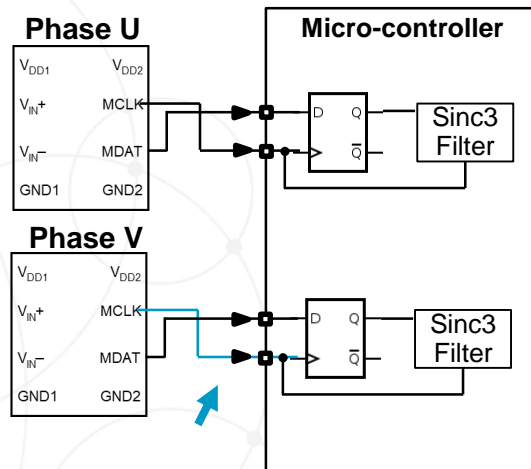 Phase U
Micro-controller
VDD1
VDD2
VIN+
MCLK
VIN–
MDAT
GND1
GND2
D
Q
Q̅
Sinc3
Filter
Phase V
VDD1
VDD2
VIN+
MCLK
VIN–
MDAT
GND1
GND2
D
Q
Q̅
Sinc3
Filter